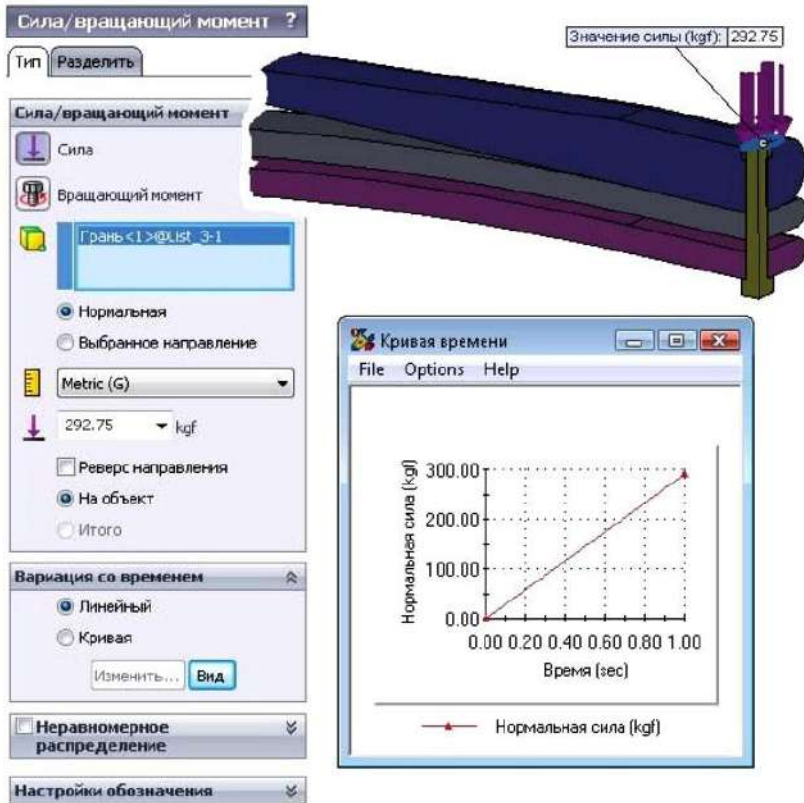 Сила/вращающий момент ?
Тип
Разделить
Сила/вращающий момент
Сила
Вращающий момент
Грань<1>@List_3-1
Нормальная
Выбранное направление
Metric (G)
292.75 kgf
Реверс направления
На объект
Итого
Вариация со временем
Линейный
Кривая
Изменить...
Вид
Неравномерное
распределение
Настройки обозначения
Значение силы (kgf): 292.75
Кривая времени
File Options Help
Нормальная сила (kgf)
300.00
200.00
100.00
0.00
0.00 0.20 0.40 0.60 0.80 1.00
Время (sec)
Нормальная сила (kgf)